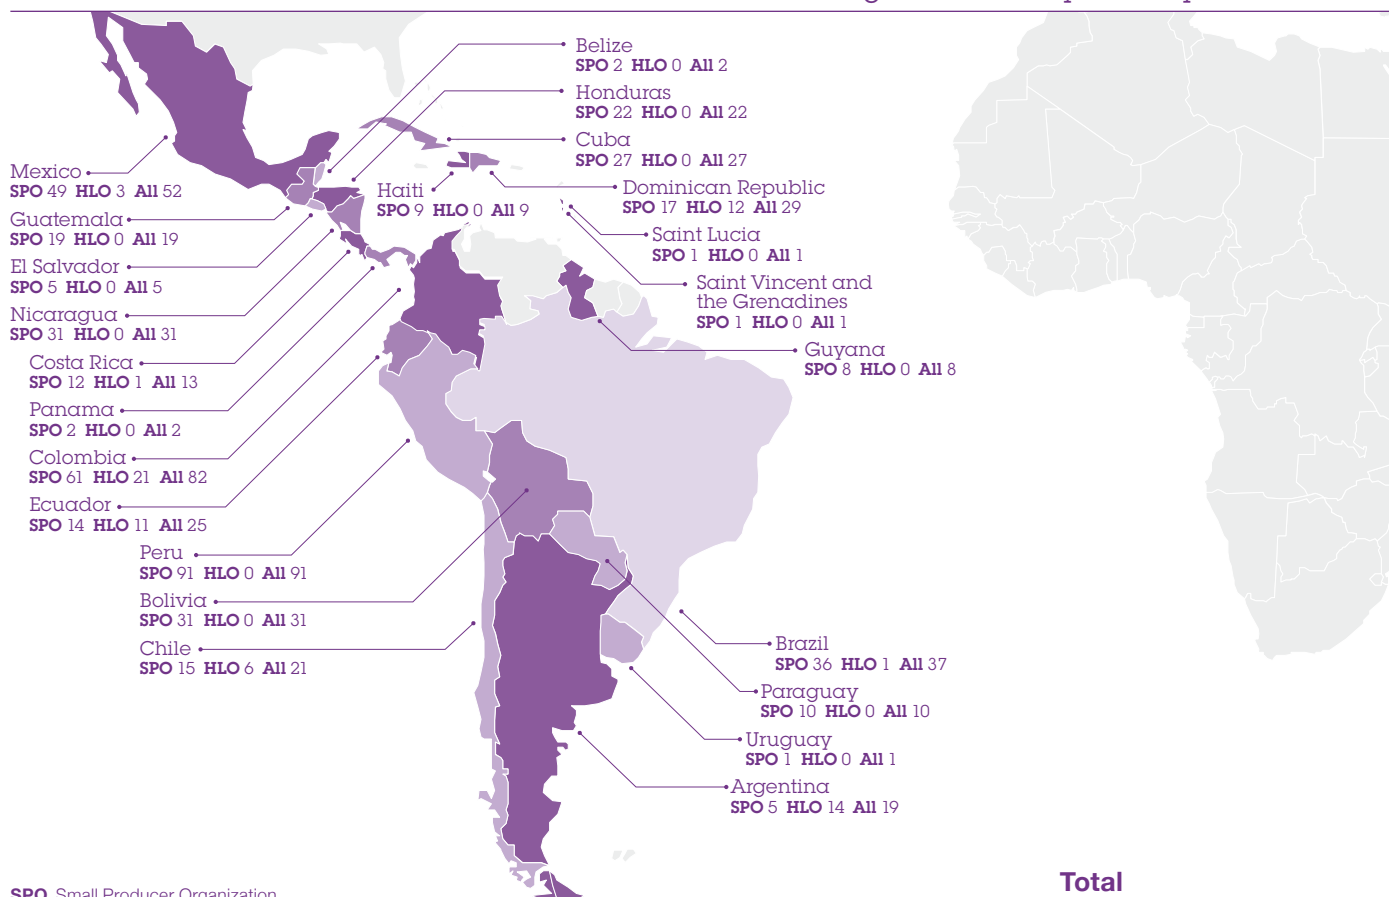 Belize
SPO 2 HLO 0 All 2
Honduras
SPO 22 HLO 0 All 22
Cuba
SPO 27 HLO 0 All 27
Dominican Republic
SPO 17 HLO 12 All 29
Haiti
SPO 9 HLO 0 All 9
Saint Lucia
SPO 1 HLO 0 All 1
Saint Vincent and
the Grenadines
SPO 1 HLO 0 All 1
Guyana
SPO 8 HLO 0 All 8
Mexico
SPO 49 HLO 3 All 52
Guatemala
SPO 19 HLO 0 All 19
El Salvador
SPO 5 HLO 0 All 5
Nicaragua
SPO 31 HLO 0 All 31
Costa Rica
SPO 12 HLO 1 All 13
Panama
SPO 2 HLO 0 All 2
Colombia
SPO 61 HLO 21 All 82
Ecuador
SPO 14 HLO 11 All 25
Peru
SPO 91 HLO 0 All 91
Bolivia
SPO 31 HLO 0 All 31
Chile
SPO 15 HLO 6 All 21
Brazil
SPO 36 HLO 1 All 37
Paraguay
SPO 10 HLO 0 All 10
Uruguay
SPO 1 HLO 0 All 1
Argentina
SPO 5 HLO 14 All 19
SPO Small Producer Organization
Total